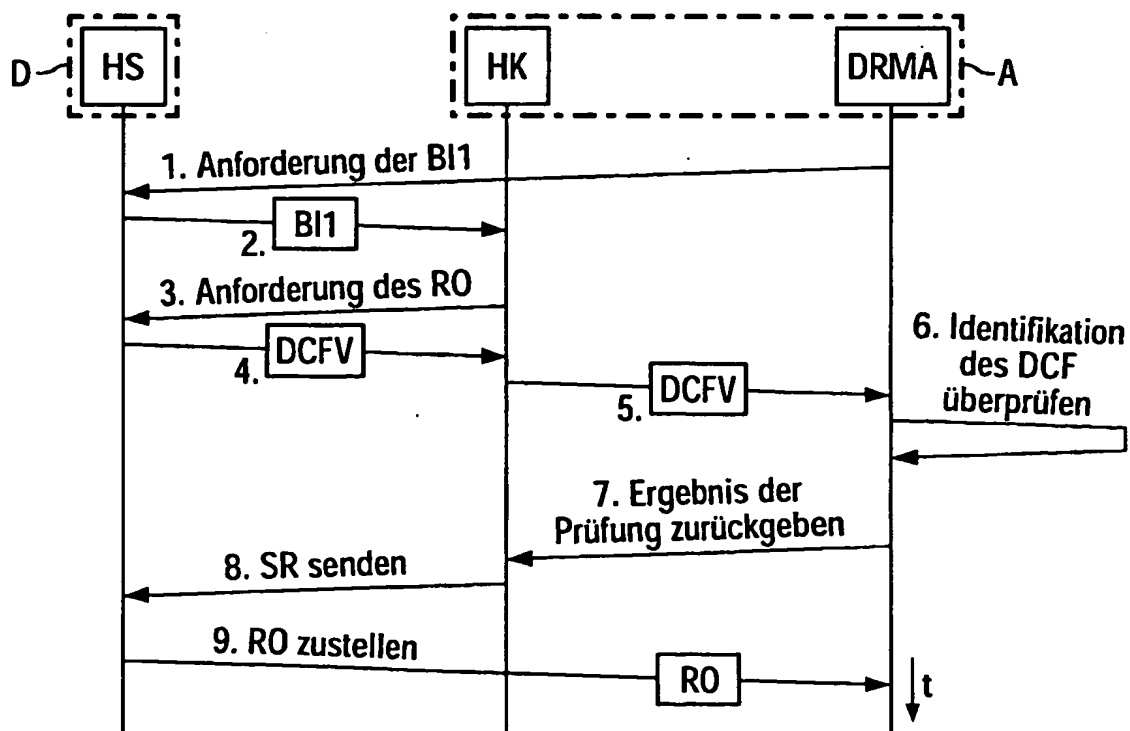 D
HS
HK
DRMA
A
1. Anforderung der BI1
2.
BI1
3. Anforderung des RO
4.
DCFV
5.
DCFV
6. Identifikation
des DCF
überprüfen
7. Ergebnis der
Prüfung zurückgeben
8. SR senden
9. RO zustellen
RO
t